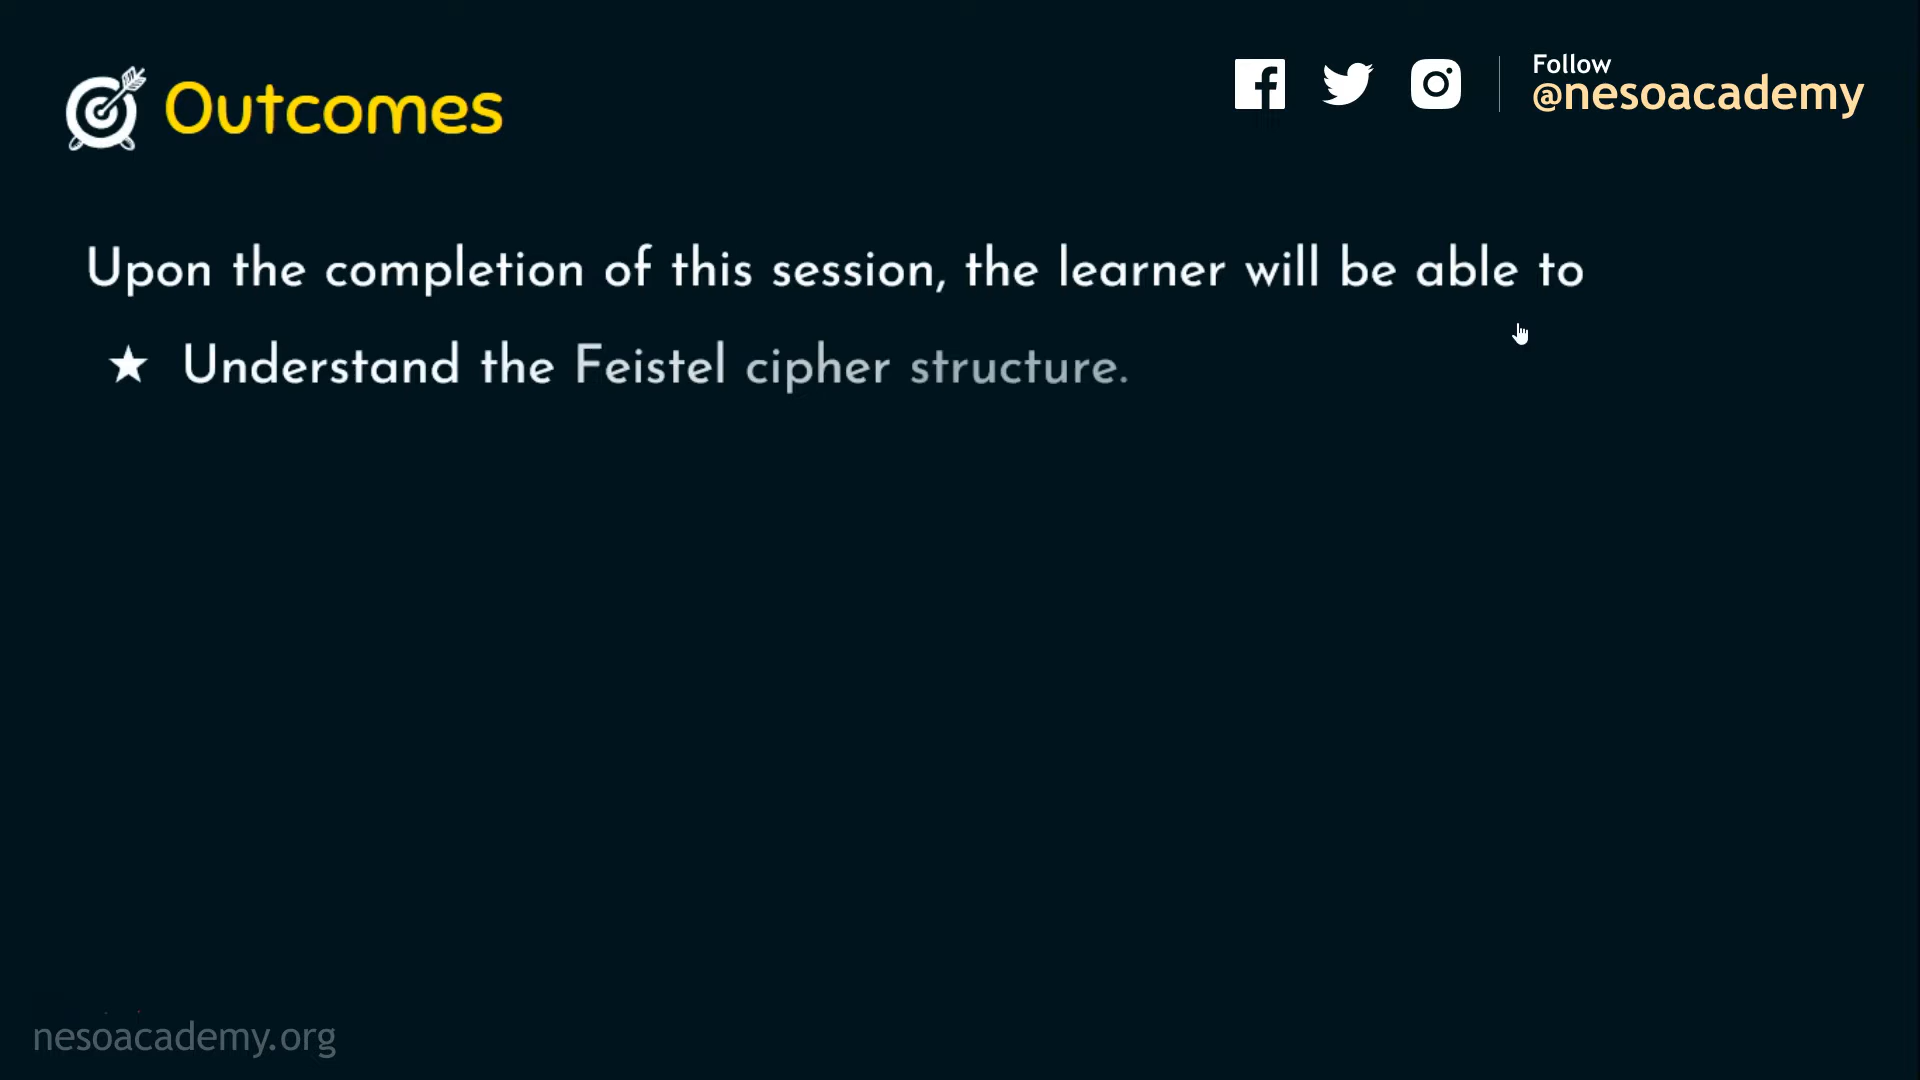 Outcomes
Follow
@nesoacademy
Upon the completion of this session, the learner will be able to
★ Understand the Feistel cipher structure.
nesoacademy.org